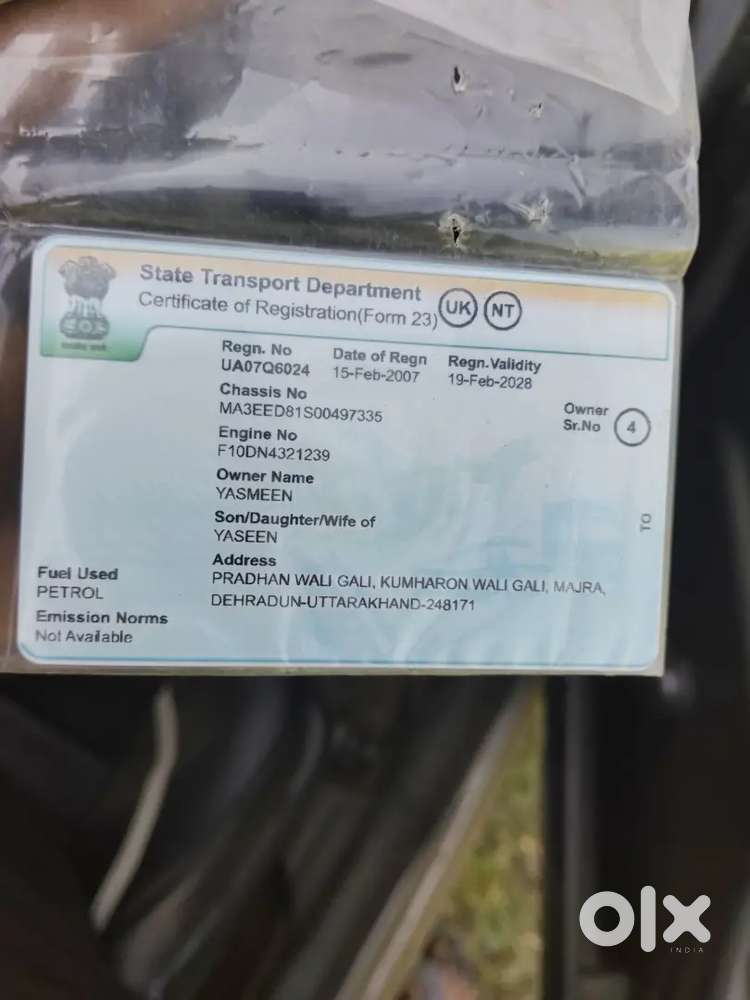 State Transport Department
Certificate of Registration(Form 23)
UK NT
Regn. No Date of Regn Regn.Validity
UA07Q6024 15-Feb-2007 19-Feb-2028
Chassis No
MA3EED81S00497335
Owner
Sr.No 4
Engine No
F10DN4321239
Owner Name
YASMEEN
Son/Daughter/Wife of
YASEEN
TO
Address
PRADHAN WALI GALI, KUMHARON WALI GALI, MAJRA,
DEHRADUN-UTTARAKHAND-248171
Fuel Used
PETROL
Emission Norms
Not Available
olx
INDIA